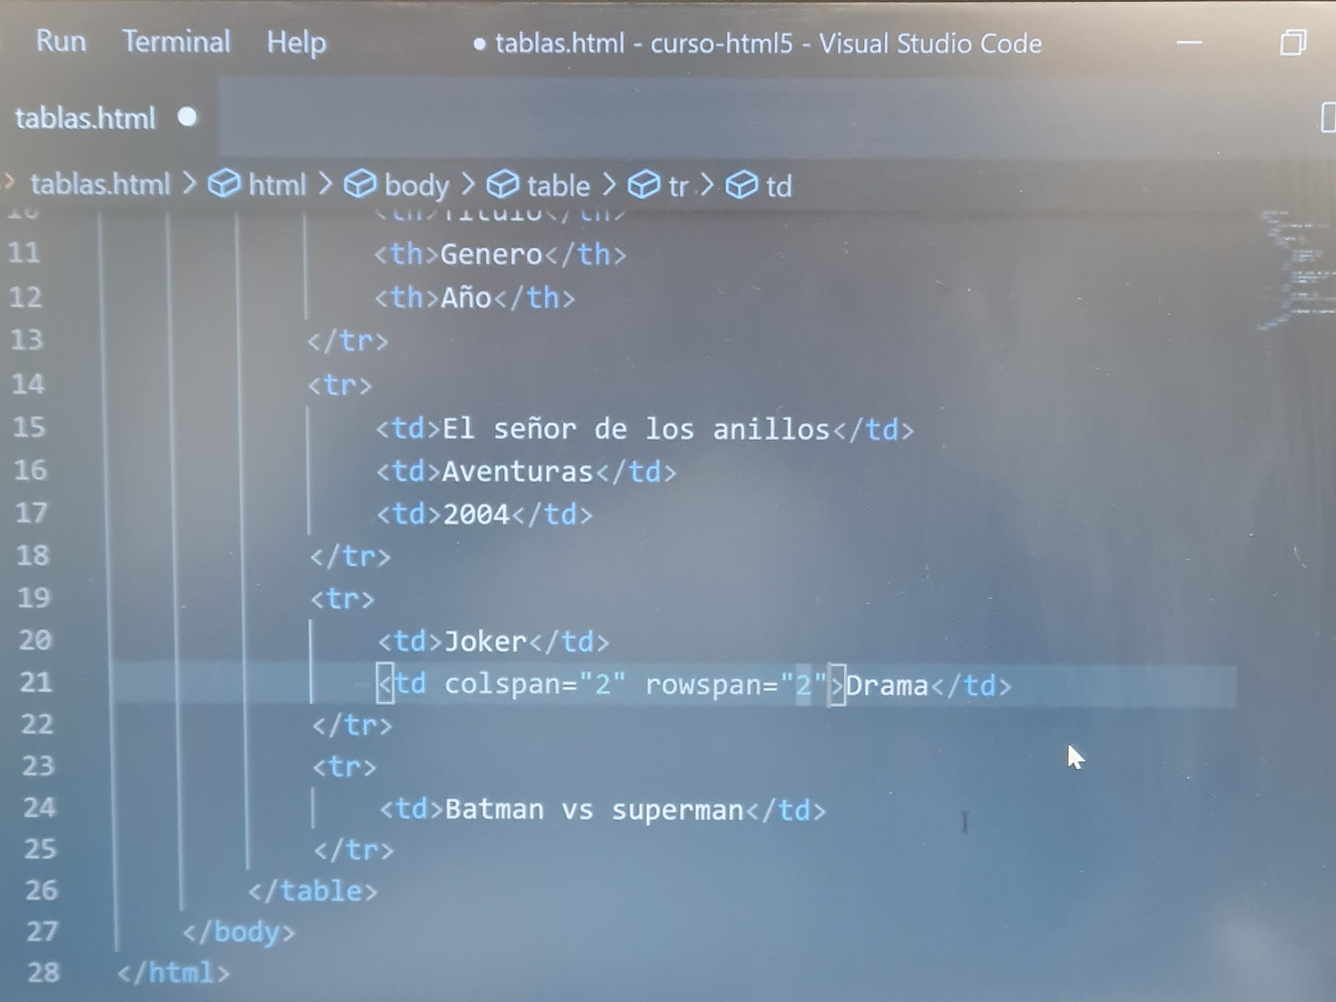 Run Terminal Help ● tablas.html - curso-html5 - Visual Studio Code
tablas.html ●
> tablas.html > html > body > table > tr > td
10 <th>Titulo</th>
11 <th>Genero</th>
12 <th>Año</th>
13 </tr>
14 <tr>
15 <td>El señor de los anillos</td>
16 <td>Aventuras</td>
17 <td>2004</td>
18 </tr>
19 <tr>
20 <td>Joker</td>
21 <td colspan="2" rowspan="2">Drama</td>
22 </tr>
23 <tr>
24 <td>Batman vs superman</td>
25 </tr>
26 </table>
27 </body>
28 </html>